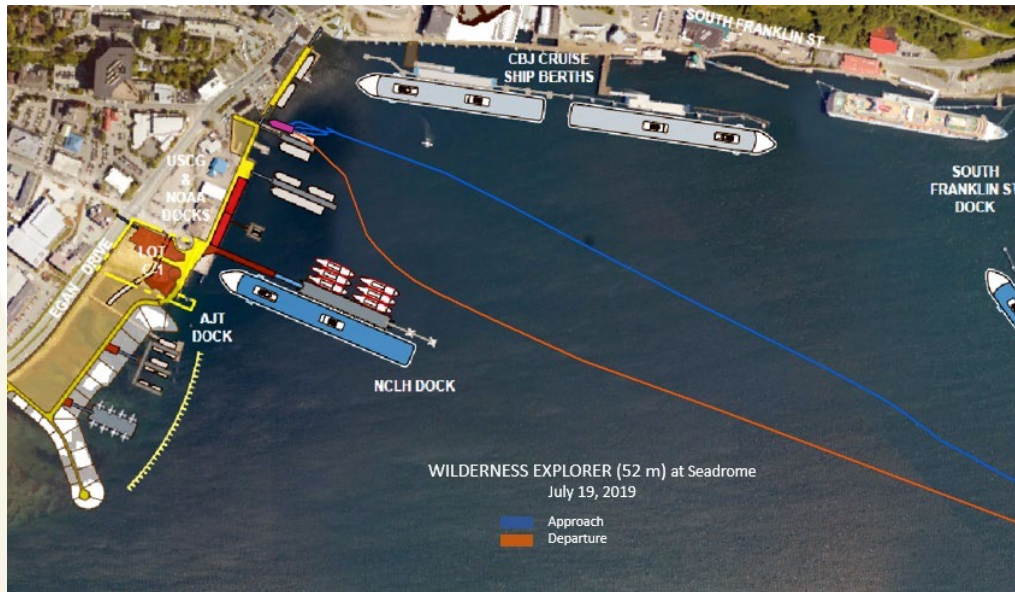 SOUTH FRANKLIN ST
CBJ CRUISE
SHIP BERTHS
USCG
&
NOAA
DOCKS
SOUTH
FRANKLIN ST
DOCK
EGAN DRIVE
LOT
C1
AJT
DOCK
NCLH DOCK
WILDERNESS EXPLORER (52 m) at Seadrome
July 19, 2019
Approach
Departure